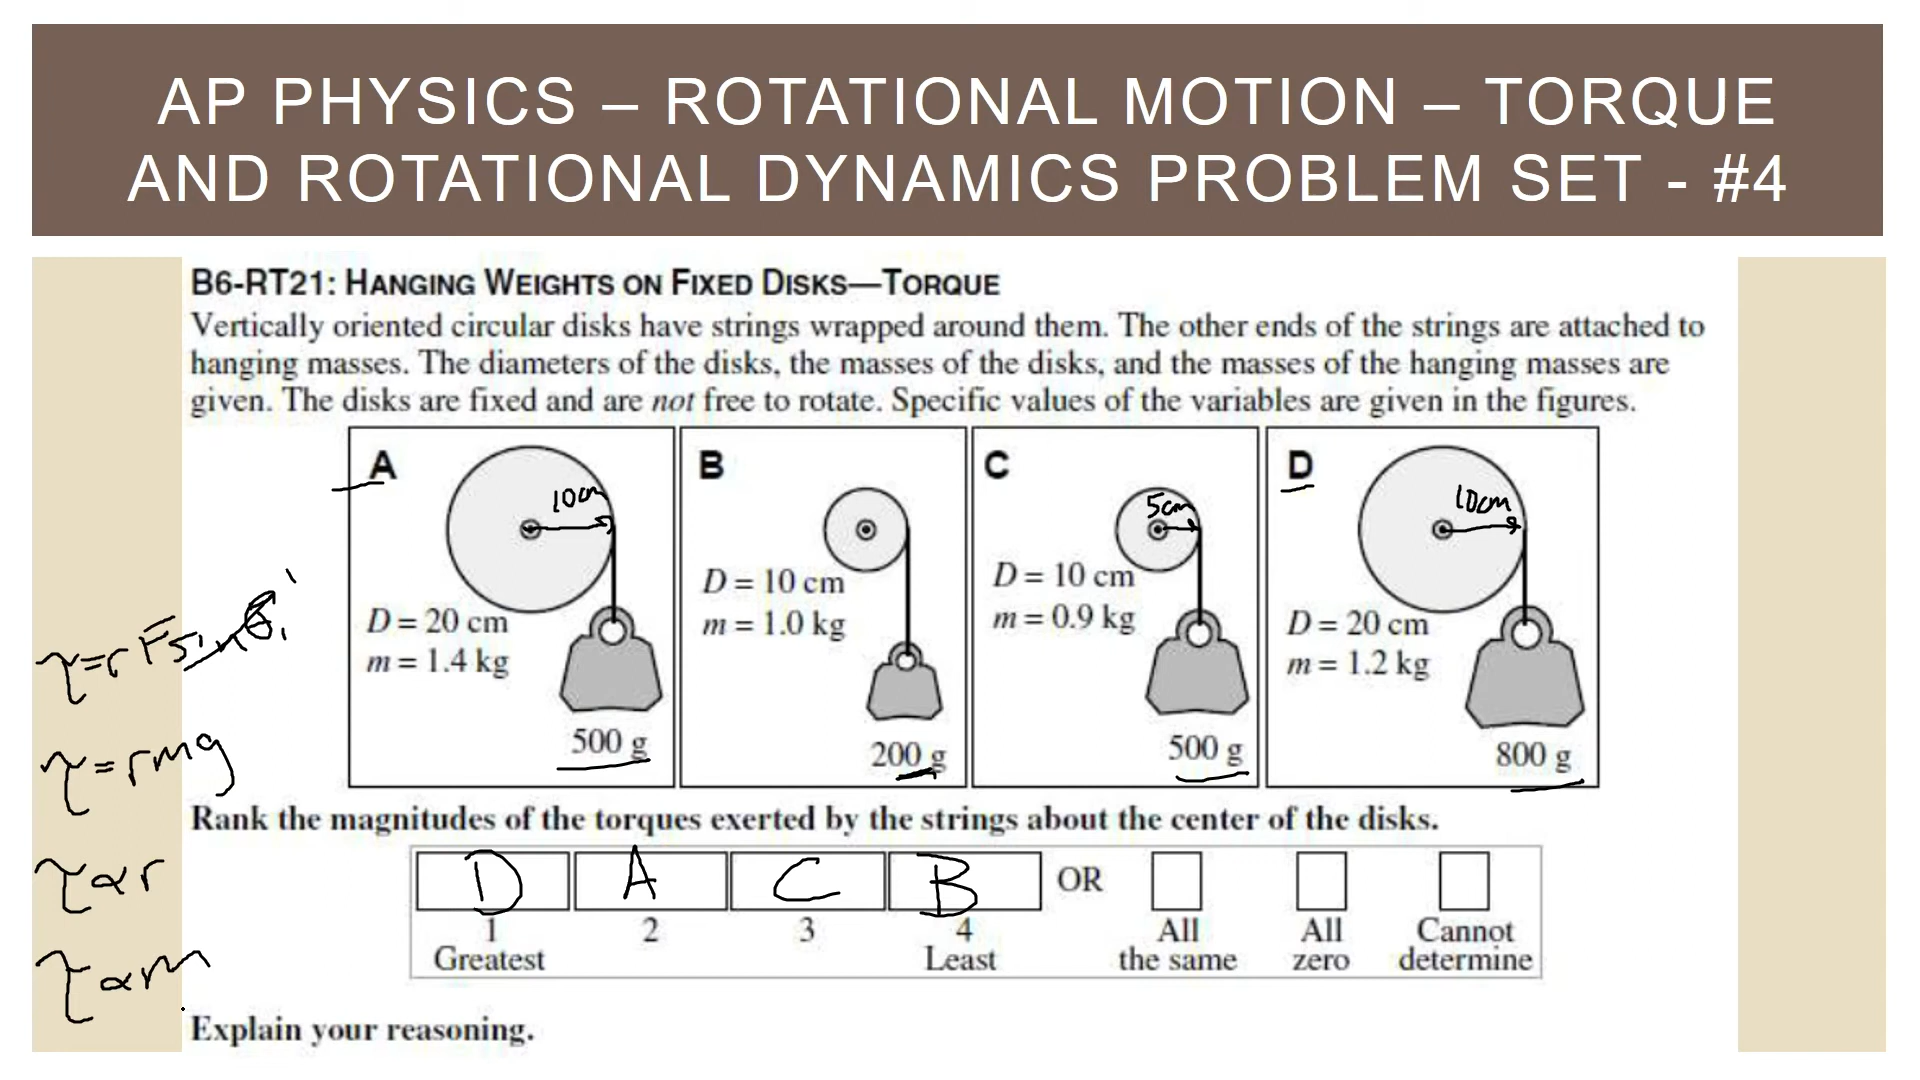 AP PHYSICS – ROTATIONAL MOTION – TORQUE
AND ROTATIONAL DYNAMICS PROBLEM SET - #4
B6-RT21: HANGING WEIGHTS ON FIXED DISKS—TORQUE
Vertically oriented circular disks have strings wrapped around them. The other ends of the strings are attached to
hanging masses. The diameters of the disks, the masses of the disks, and the masses of the hanging masses are
given. The disks are fixed and are not free to rotate. Specific values of the variables are given in the figures.
A
10cm
D = 20 cm
m = 1.4 kg
500 g
B
D = 10 cm
m = 1.0 kg
200 g
C
5cm
D = 10 cm
m = 0.9 kg
500 g
D
10cm
D = 20 cm
m = 1.2 kg
800 g
τ=rFsinθ 1
τ=rmg
τ∝r
τ∝m
Rank the magnitudes of the torques exerted by the strings about the center of the disks.
D A C B OR
1 2 3 4 All All Cannot
Greatest Least the same zero determine
Explain your reasoning.